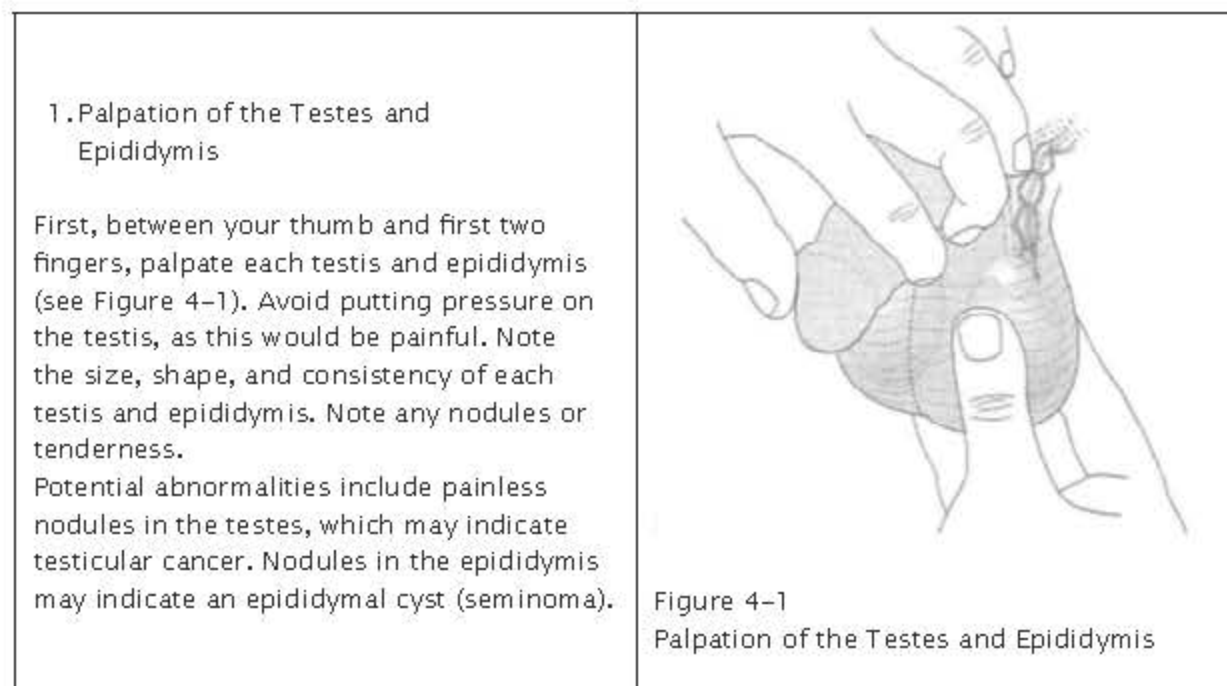 1. Palpation of the Testes and
Epididymis
First, between your thumb and first two
fingers, palpate each testis and epididymis
(see Figure 4-1). Avoid putting pressure on
the testis, as this would be painful. Note
the size, shape, and consistency of each
testis and epididymis. Note any nodules or
tenderness.
Potential abnormalities include painless
nodules in the testes, which may indicate
testicular cancer. Nodules in the epididymis
may indicate an epididymal cyst (seminoma).
Figure 4-1
Palpation of the Testes and Epididymis